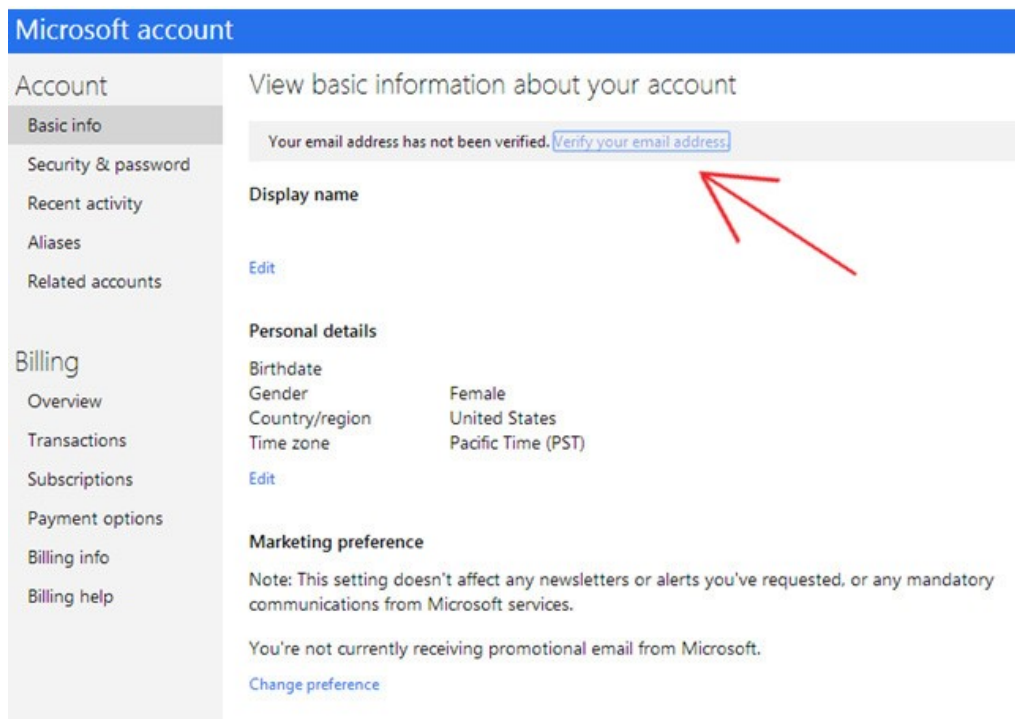 Microsoft account
Account
Basic info
Security & password
Recent activity
Aliases
Related accounts
Billing
Overview
Transactions
Subscriptions
Payment options
Billing info
Billing help
View basic information about your account
Your email address has not been verified. Verify your email address.
Display name
Edit
Personal details
Birthdate
Gender Female
Country/region United States
Time zone Pacific Time (PST)
Edit
Marketing preference
Note: This setting doesn't affect any newsletters or alerts you've requested, or any mandatory
communications from Microsoft services.
You're not currently receiving promotional email from Microsoft.
Change preference